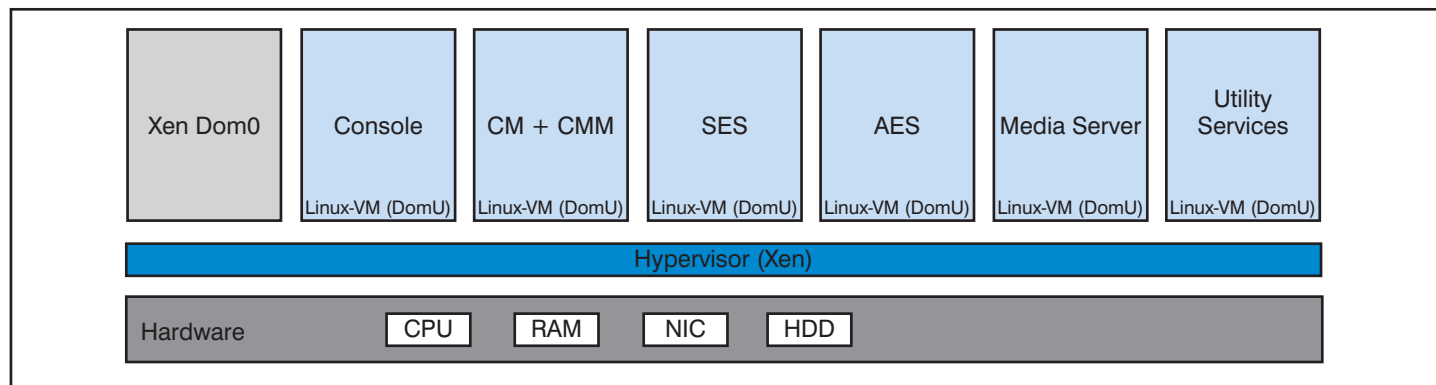 Xen Dom0
Console
Linux-VM (DomU)
CM + CMM
Linux-VM (DomU)
SES
Linux-VM (DomU)
AES
Linux-VM (DomU)
Media Server
Linux-VM (DomU)
Utility
Services
Linux-VM (DomU)
Hypervisor (Xen)
Hardware
CPU
RAM
NIC
HDD